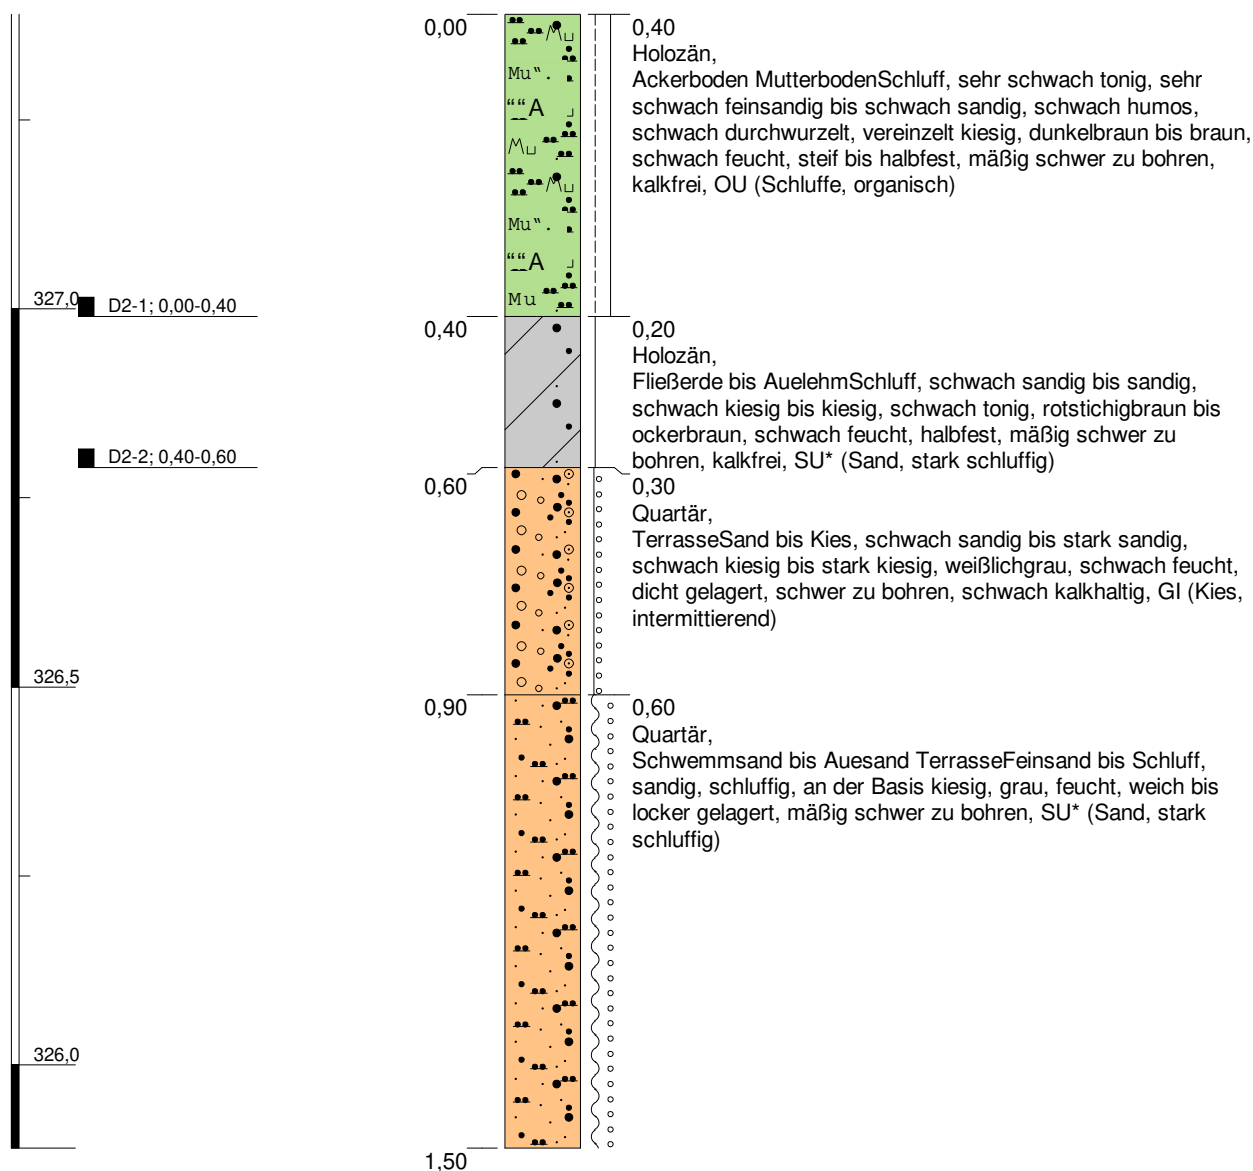 0,00
0,40
Holozän,
Ackerboden MutterbodenSchluff, sehr schwach tonig, sehr
schwach feinsandig bis schwach sandig, schwach humos,
schwach durchwurzelt, vereinzelt kiesig, dunkelbraun bis braun,
schwach feucht, steif bis halbfest, mäßig schwer zu bohren,
kalkfrei, OU (Schluffe, organisch)
Mu
Mu“.
““A
Mu
Mu
Mu“.
““A
Mu
327,0
D2-1; 0,00-0,40
0,40
0,20
Holozän,
Fließerde bis AuelehmSchluff, schwach sandig bis sandig,
schwach kiesig bis kiesig, schwach tonig, rotstichigbraun bis
ockerbraun, schwach feucht, halbfest, mäßig schwer zu
bohren, kalkfrei, SU* (Sand, stark schluffig)
D2-2; 0,40-0,60
0,60
0,30
Quartär,
TerrasseSand bis Kies, schwach sandig bis stark sandig,
schwach kiesig bis stark kiesig, weißlichgrau, schwach feucht,
dicht gelagert, schwer zu bohren, schwach kalkhaltig, GI (Kies,
intermittierend)
326,5
0,90
0,60
Quartär,
Schwemmsand bis Auesand TerrasseFeinsand bis Schluff,
sandig, schluffig, an der Basis kiesig, grau, feucht, weich bis
locker gelagert, mäßig schwer zu bohren, SU* (Sand, stark
schluffig)
326,0
1,50